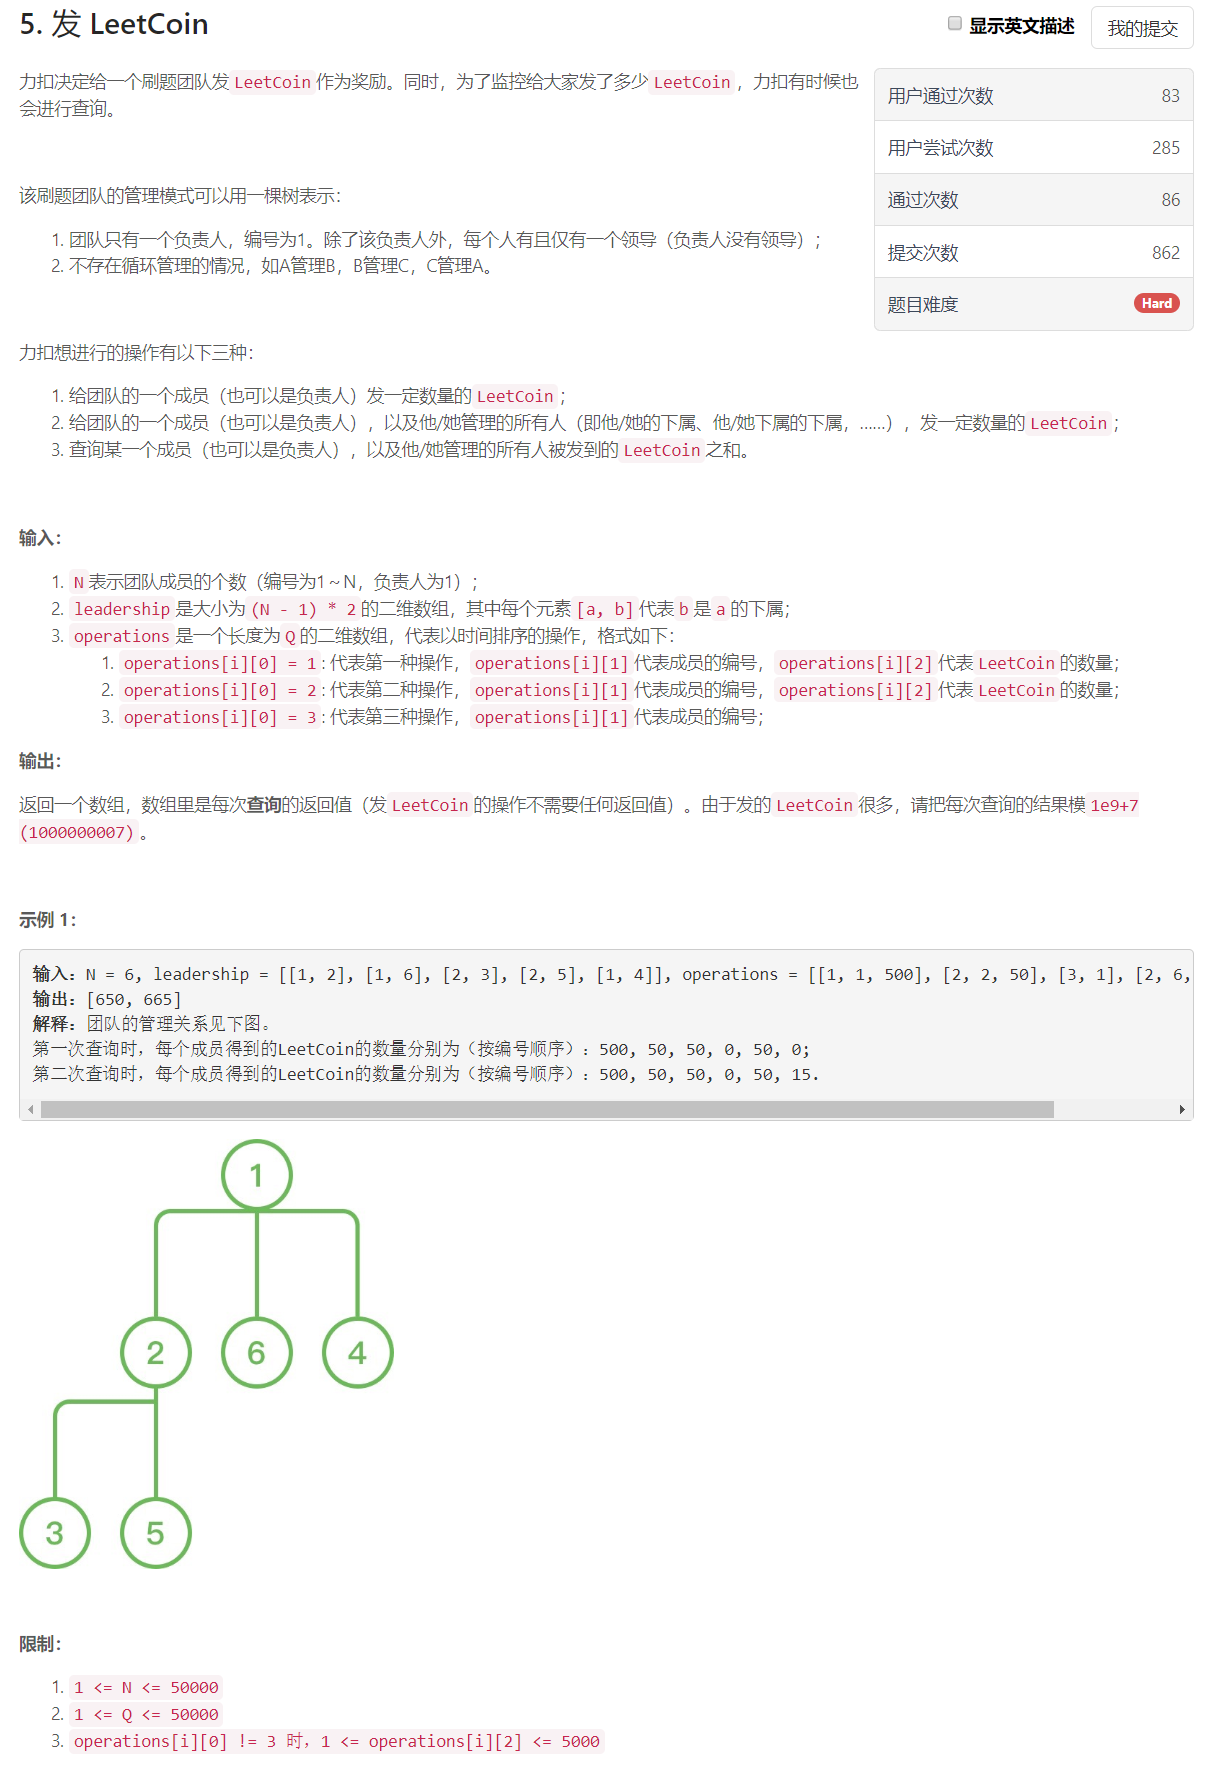 5. 发 LeetCoin
显示英文描述
我的提交
力扣决定给一个刷题团队发 LeetCoin 作为奖励。同时，为了监控给大家发了多少 LeetCoin ，力扣有时候也
会进行查询。
用户通过次数 83
用户尝试次数 285
通过次数 86
提交次数 862
题目难度 Hard
该刷题团队的管理模式可以用一棵树表示：
1. 团队只有一个负责人，编号为1。除了该负责人外，每个人有且仅有一个领导（负责人没有领导）；
2. 不存在循环管理的情况，如A管理B，B管理C，C管理A。
力扣想进行的操作有以下三种：
1. 给团队的一个成员（也可以是负责人）发一定数量的 LeetCoin ；
2. 给团队的一个成员（也可以是负责人），以及他/她管理的所有人（即他/她的下属、他/她下属的下属，……），发一定数量的 LeetCoin ；
3. 查询某一个成员（也可以是负责人），以及他/她管理的所有人被发到的 LeetCoin 之和。
输入：
1. N 表示团队成员的个数（编号为1～N，负责人为1）；
2. leadership 是大小为 (N - 1) * 2 的二维数组，其中每个元素 [a, b] 代表 b 是 a 的下属；
3. operations 是一个长度为 Q 的二维数组，代表以时间排序的操作，格式如下：
1. operations[i][0] = 1 : 代表第一种操作， operations[i][1] 代表成员的编号， operations[i][2] 代表 LeetCoin 的数量；
2. operations[i][0] = 2 : 代表第二种操作， operations[i][1] 代表成员的编号， operations[i][2] 代表 LeetCoin 的数量；
3. operations[i][0] = 3 : 代表第三种操作， operations[i][1] 代表成员的编号；
输出：
返回一个数组，数组里是每次查询的返回值（发 LeetCoin 的操作不需要任何返回值）。由于发的 LeetCoin 很多，请把每次查询的结果模 1e9+7
(1000000007) 。
示例 1：
输入：N = 6, leadership = [[1, 2], [1, 6], [2, 3], [2, 5], [1, 4]], operations = [[1, 1, 500], [2, 2, 50], [3, 1], [2, 6,
输出：[650, 665]
解释：团队的管理关系见下图。
第一次查询时，每个成员得到的LeetCoin的数量分别为（按编号顺序）：500, 50, 50, 0, 50, 0;
第二次查询时，每个成员得到的LeetCoin的数量分别为（按编号顺序）：500, 50, 50, 0, 50, 15.
1
2 6 4
3 5
限制：
1. 1 <= N <= 50000
2. 1 <= Q <= 50000
3. operations[i][0] != 3 时，1 <= operations[i][2] <= 5000